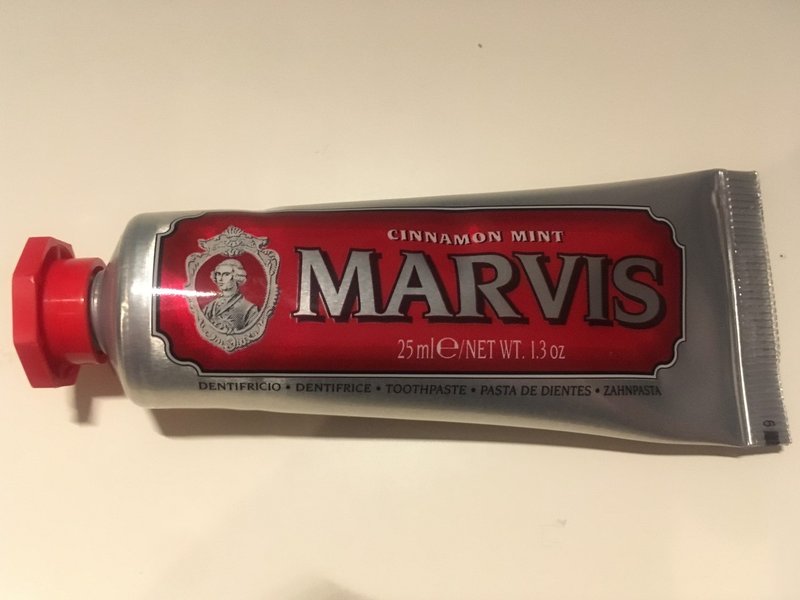 CINNAMON MINT
MARVIS
25 ml ℮/NET WT. 1.3 oz
DENTIFRICIO • DENTIFRICE • TOOTHPASTE • PASTA DE DIENTES • ZAHNPASTA